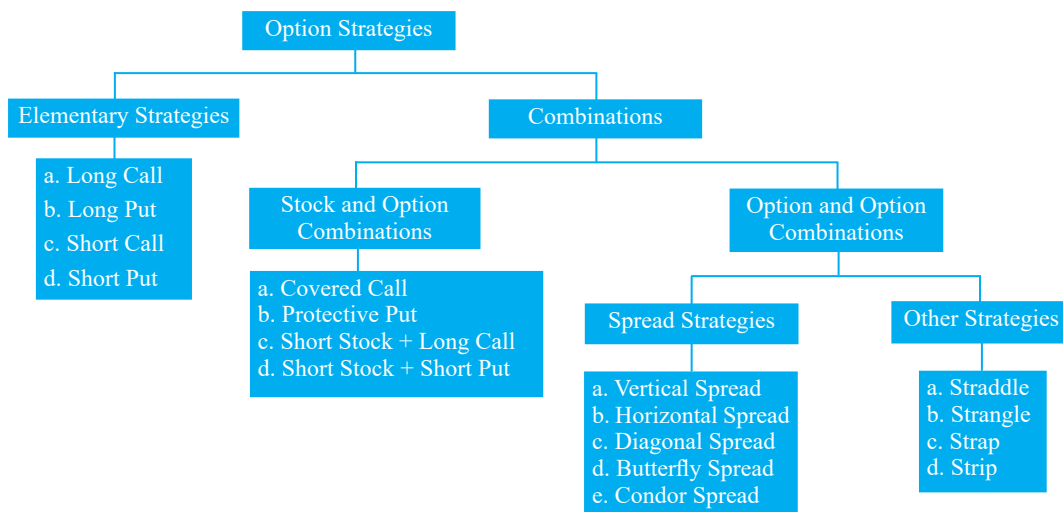 Option Strategies
Elementary Strategies
Combinations
a. Long Call
b. Long Put
c. Short Call
d. Short Put
Stock and Option
Combinations
Option and Option
Combinations
a. Covered Call
b. Protective Put
c. Short Stock + Long Call
d. Short Stock + Short Put
Spread Strategies
Other Strategies
a. Vertical Spread
b. Horizontal Spread
c. Diagonal Spread
d. Butterfly Spread
e. Condor Spread
a. Straddle
b. Strangle
c. Strap
d. Strip